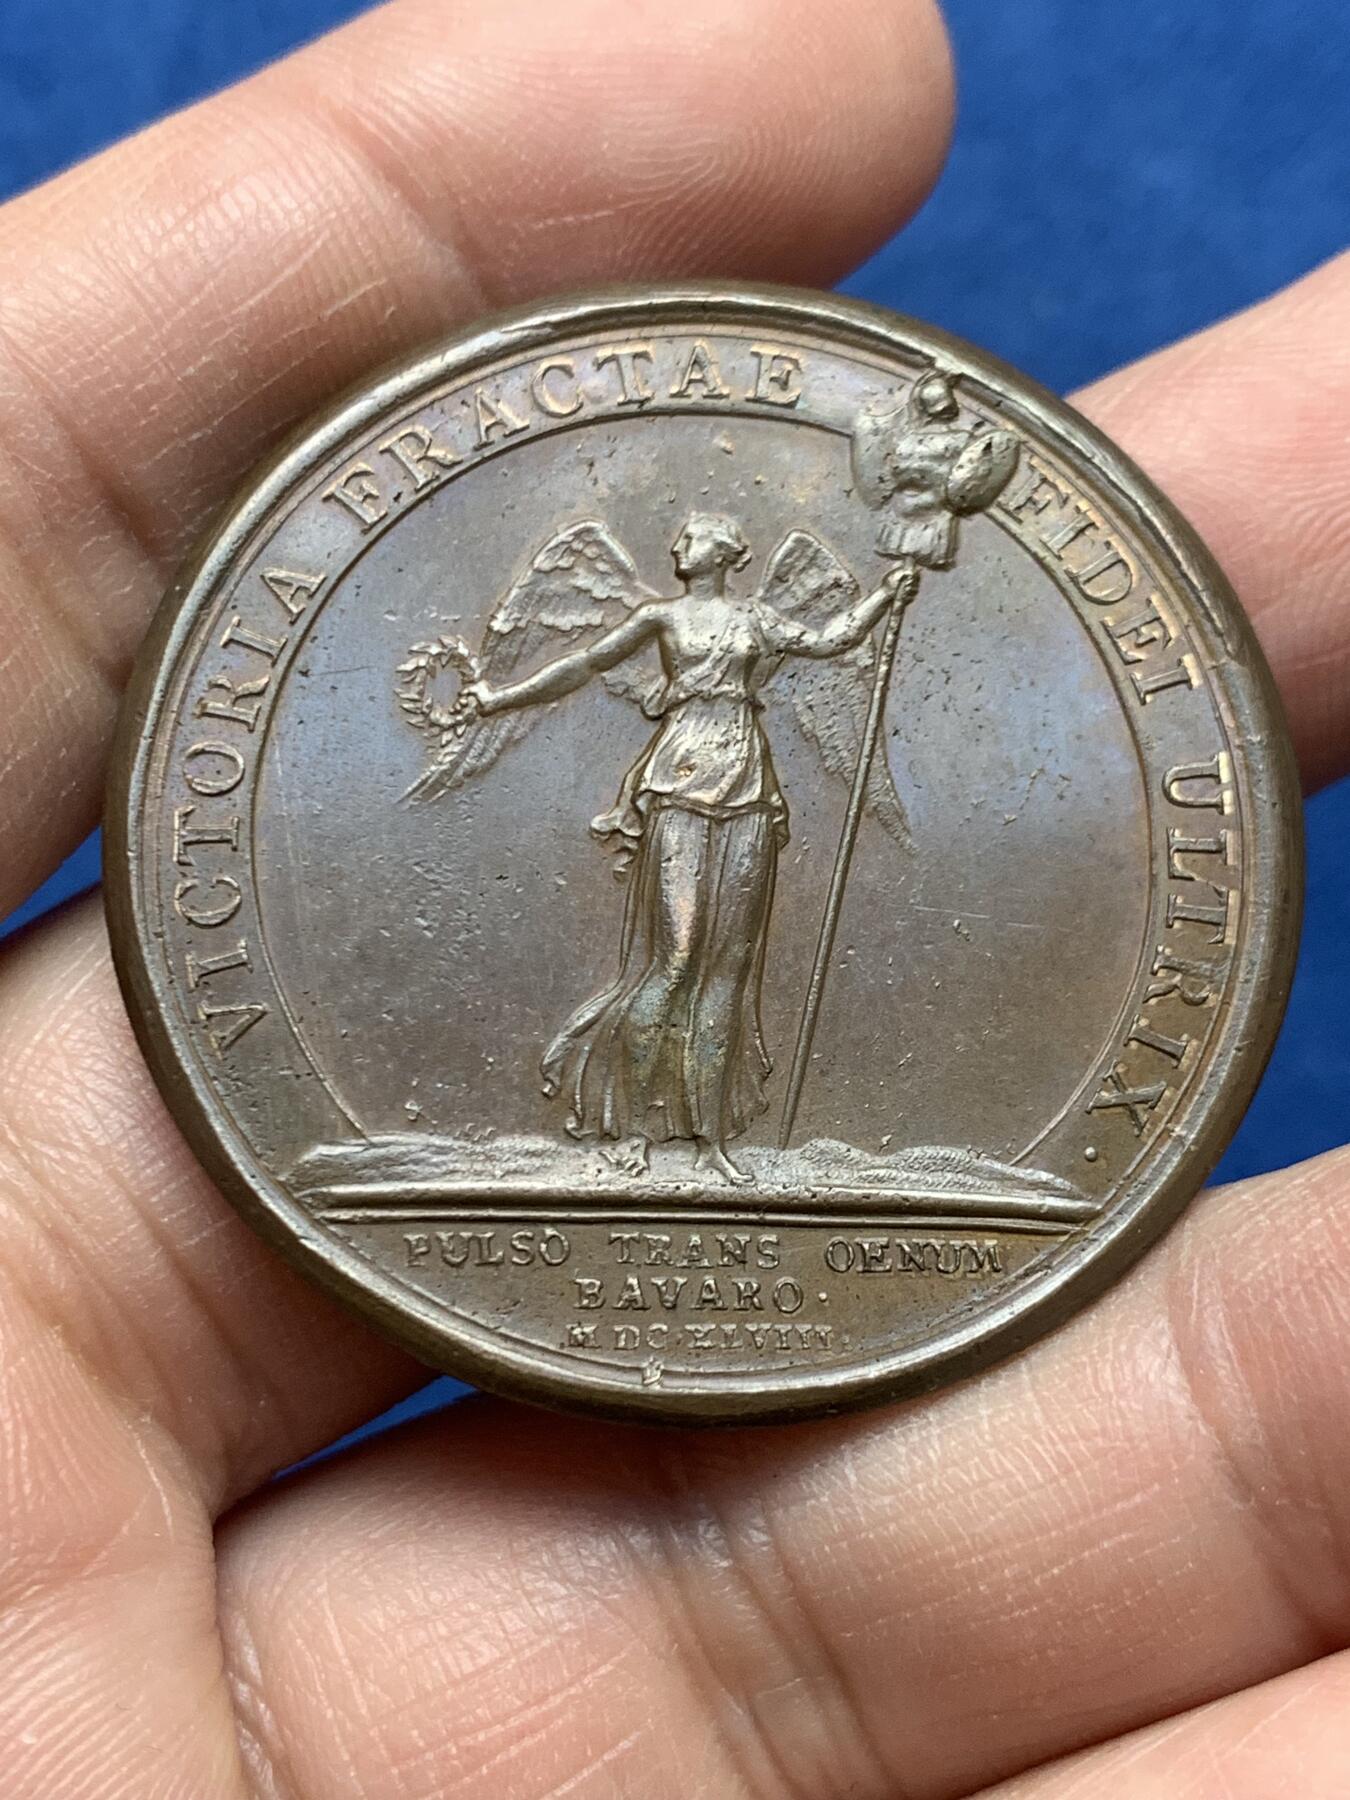 VICTORIA FRACTAE FIDEI ULTRIX.
PULSO TRANS OENUM
BAVARO.
M DC XLVIII.